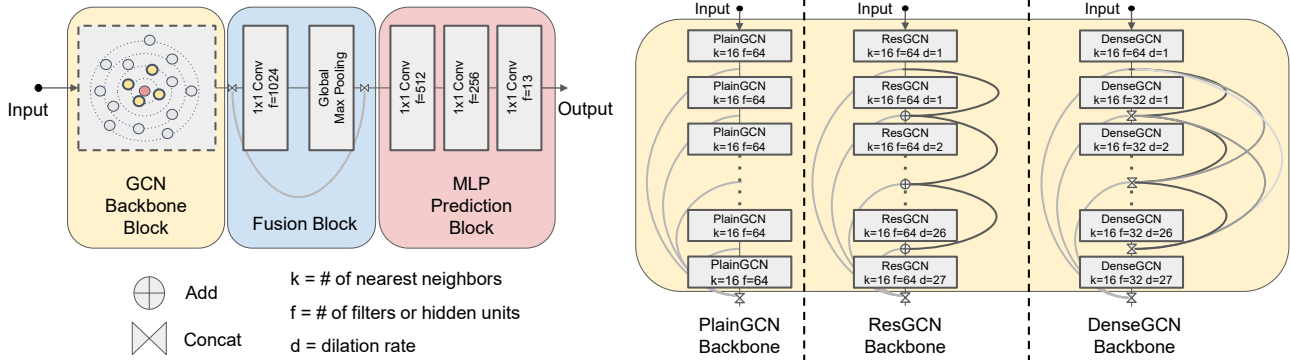 Input
GCN
Backbone
Block
1x1 Conv
f=1024
Global
Max Pooling
Fusion Block
1x1 Conv
f=512
1x1 Conv
f=256
1x1 Conv
f=13
MLP
Prediction
Block
Output
Add
Concat
k = # of nearest neighbors
f = # of filters or hidden units
d = dilation rate
Input
PlainGCN
k=16 f=64
PlainGCN
k=16 f=64
PlainGCN
k=16 f=64
PlainGCN
k=16 f=64
PlainGCN
k=16 f=64
PlainGCN
Backbone
Input
ResGCN
k=16 f=64 d=1
ResGCN
k=16 f=64 d=1
ResGCN
k=16 f=64 d=2
ResGCN
k=16 f=64 d=26
ResGCN
k=16 f=64 d=27
ResGCN
Backbone
Input
DenseGCN
k=16 f=64 d=1
DenseGCN
k=16 f=32 d=1
DenseGCN
k=16 f=32 d=2
DenseGCN
k=16 f=32 d=26
DenseGCN
k=16 f=32 d=27
DenseGCN
Backbone